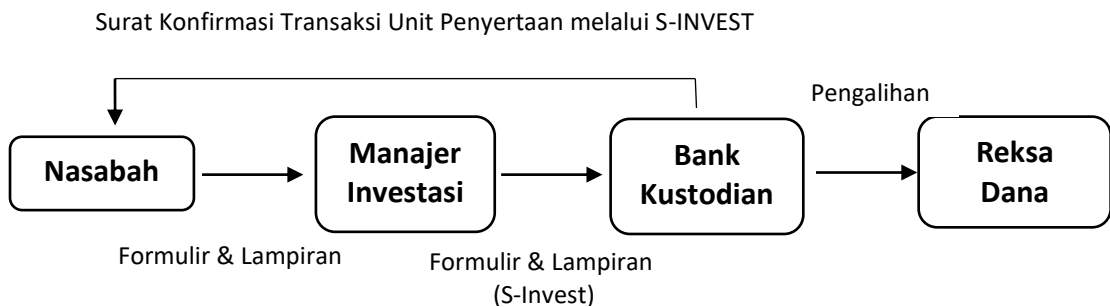 Surat Konfirmasi Transaksi Unit Penyertaan melalui S-INVEST
Pengalihan
Nasabah
Manajer
Investasi
Bank
Kustodian
Reksa
Dana
Formulir & Lampiran
Formulir & Lampiran
(S-Invest)